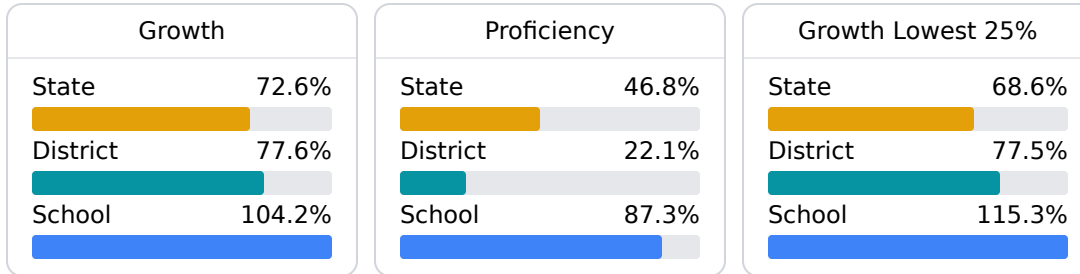 Growth
State 72.6%
District 77.6%
School 104.2%
Proficiency
State 46.8%
District 22.1%
School 87.3%
Growth Lowest 25%
State 68.6%
District 77.5%
School 115.3%